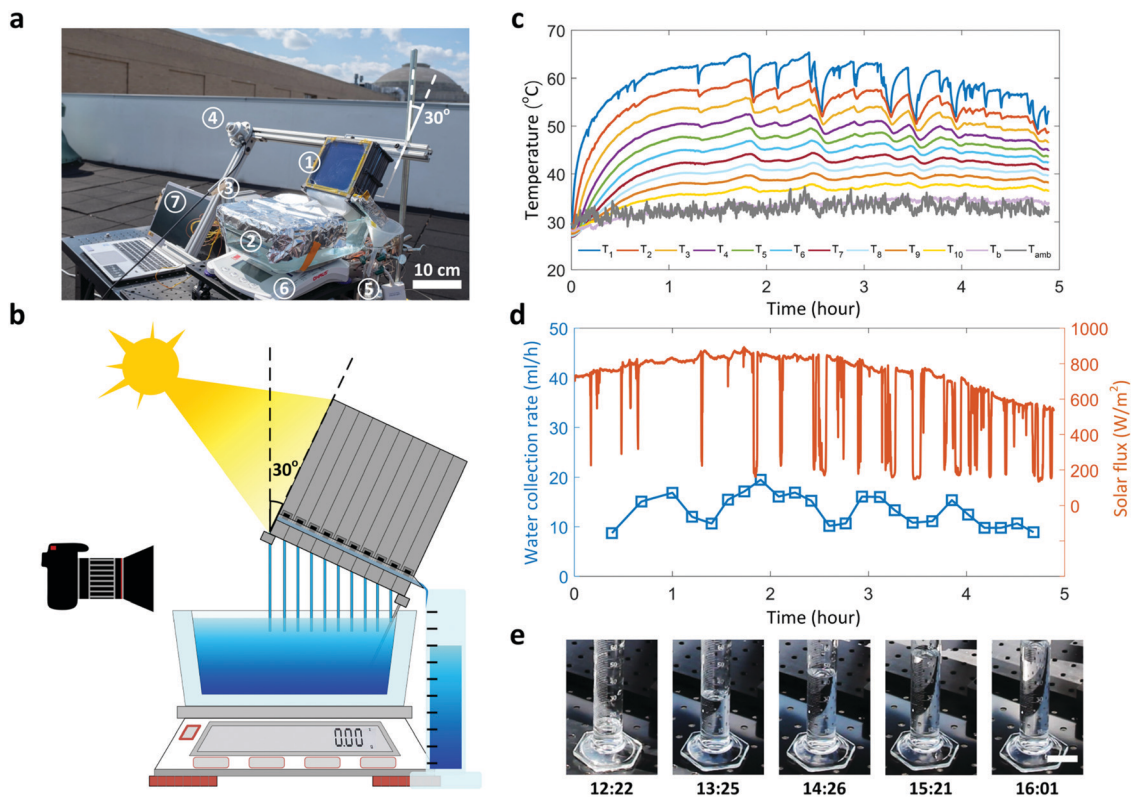 a
30°
④
①
③
⑦
②
⑥
⑤
10 cm
b
30°
0.00
c
Temperature (°C)
70
60
50
40
30
20
T1 T2 T3 T4 T5 T6 T7 T8 T9 T10 Tb Tamb
0 1 2 3 4 5
Time (hour)
d
Water collection rate (ml/h)
50
40
30
20
10
0
1000
800
600
400
200
0
Solar flux (W/m²)
0 1 2 3 4 5
Time (hour)
e
12:22 13:25 14:26 15:21 16:01